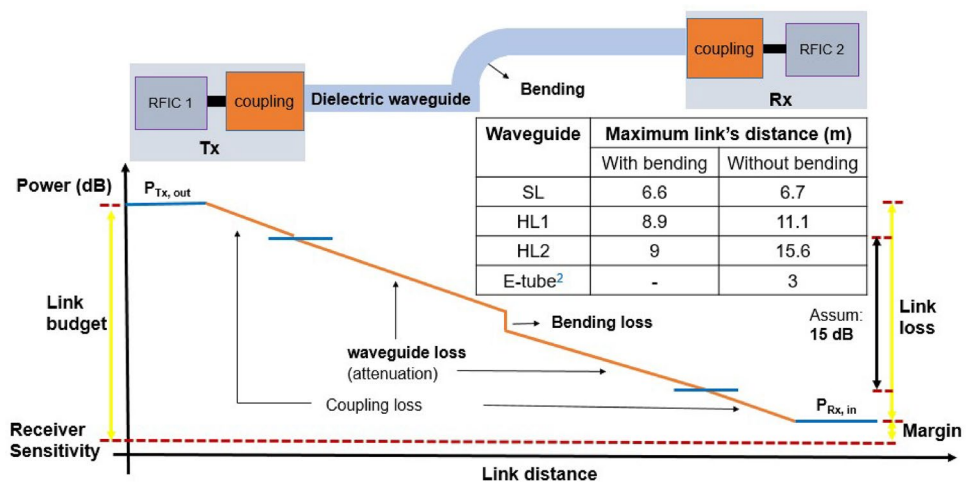 RFIC 1
coupling
Dielectric waveguide
Tx
Bending
coupling
RFIC 2
Rx
Waveguide Maximum link's distance (m)
With bending Without bending
SL 6.6 6.7
HL1 8.9 11.1
HL2 9 15.6
E-tube2 - 3
Power (dB)
PTx, out
Link
budget
Bending loss
waveguide loss
(attenuation)
Coupling loss
Assum:
15 dB
Link
loss
PRx, in
Margin
Receiver
Sensitivity
Link distance